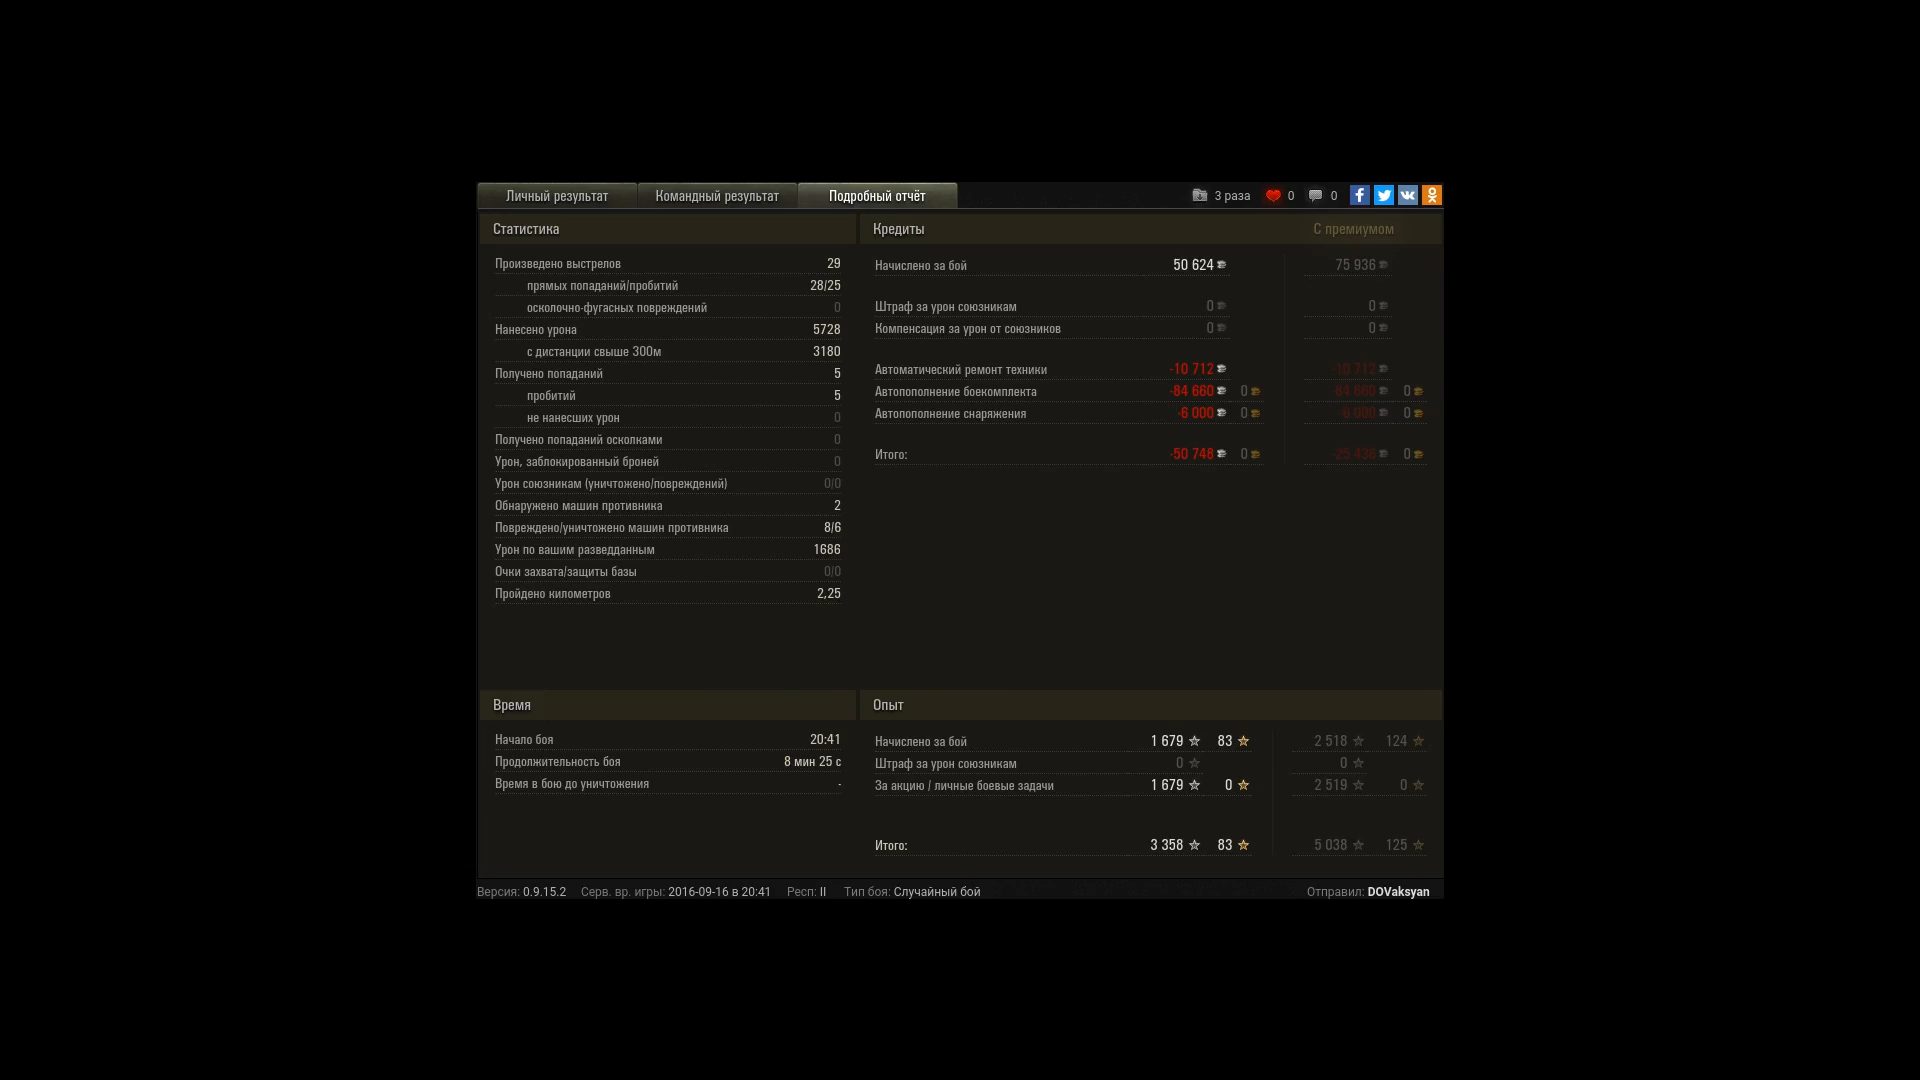 Личный результат Командный результат Подробный отчёт 3 раза 0 0
Статистика
Произведено выстрелов 29
прямых попаданий/пробитий 28/25
осколочно-фугасных повреждений 0
Нанесено урона 5728
с дистанции свыше 300м 3180
Получено попаданий 5
пробитий 5
не нанесших урон 0
Получено попаданий осколками 0
Урон, заблокированный броней 0
Урон союзникам (уничтожено/повреждений) 0/0
Обнаружено машин противника 2
Повреждено/уничтожено машин противника 8/6
Урон по вашим разведданным 1686
Очки захвата/защиты базы 0/0
Пройдено километров 2,25
Кредиты С премиумом
Начислено за бой 50 624 75 936
Штраф за урон союзникам 0 0
Компенсация за урон от союзников 0 0
Автоматический ремонт техники -10 712 -10 712
Автопополнение боекомплекта -84 660 0 -84 660 0
Автопополнение снаряжения -6 000 0 -6 000 0
Итого: -50 748 0 -25 436 0
Время
Начало боя 20:41
Продолжительность боя 8 мин 25 с
Время в бою до уничтожения -
Опыт
Начислено за бой 1 679 83 2 518 124
Штраф за урон союзникам 0 0
За акцию / личные боевые задачи 1 679 0 2 519 0
Итого: 3 358 83 5 038 125
Версия: 0.9.15.2 Серв. вр. игры: 2016-09-16 в 20:41 Респ: II Тип боя: Случайный бой Отправил: DOVaksyan